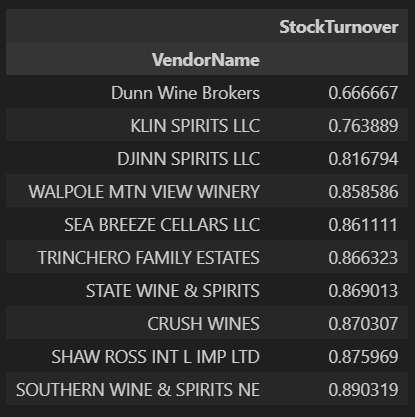 StockTurnover
VendorName
Dunn Wine Brokers 0.666667
KLIN SPIRITS LLC 0.763889
DJINN SPIRITS LLC 0.816794
WALPOLE MTN VIEW WINERY 0.858586
SEA BREEZE CELLARS LLC 0.861111
TRINCHERO FAMILY ESTATES 0.866323
STATE WINE & SPIRITS 0.869013
CRUSH WINES 0.870307
SHAW ROSS INT L IMP LTD 0.875969
SOUTHERN WINE & SPIRITS NE 0.890319